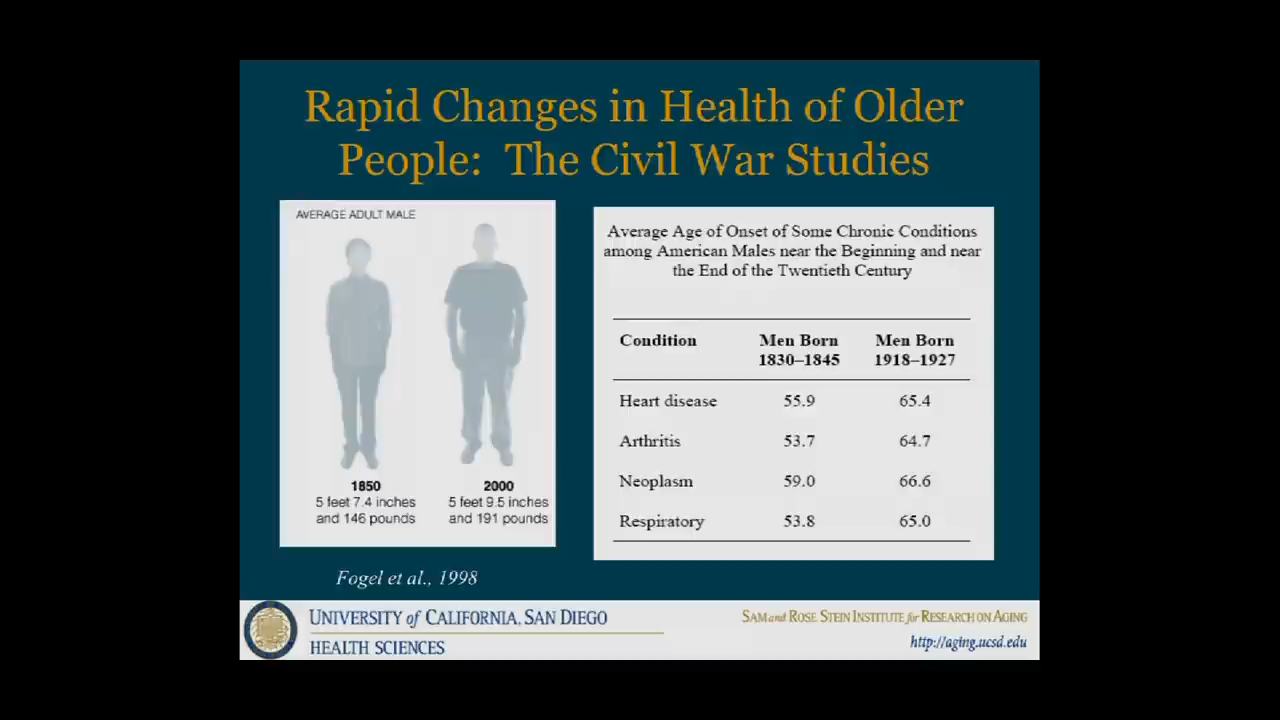 Rapid Changes in Health of Older
People: The Civil War Studies
AVERAGE ADULT MALE
1850
5 feet 7.4 inches
and 146 pounds
2000
5 feet 9.5 inches
and 191 pounds
Average Age of Onset of Some Chronic Conditions
among American Males near the Beginning and near
the End of the Twentieth Century
Condition Men Born 1830–1845 Men Born 1918–1927
Heart disease 55.9 65.4
Arthritis 53.7 64.7
Neoplasm 59.0 66.6
Respiratory 53.8 65.0
Fogel et al., 1998
UNIVERSITY of CALIFORNIA, SAN DIEGO
HEALTH SCIENCES
SAM and ROSE STEIN INSTITUTE for RESEARCH ON AGING
http://aging.ucsd.edu